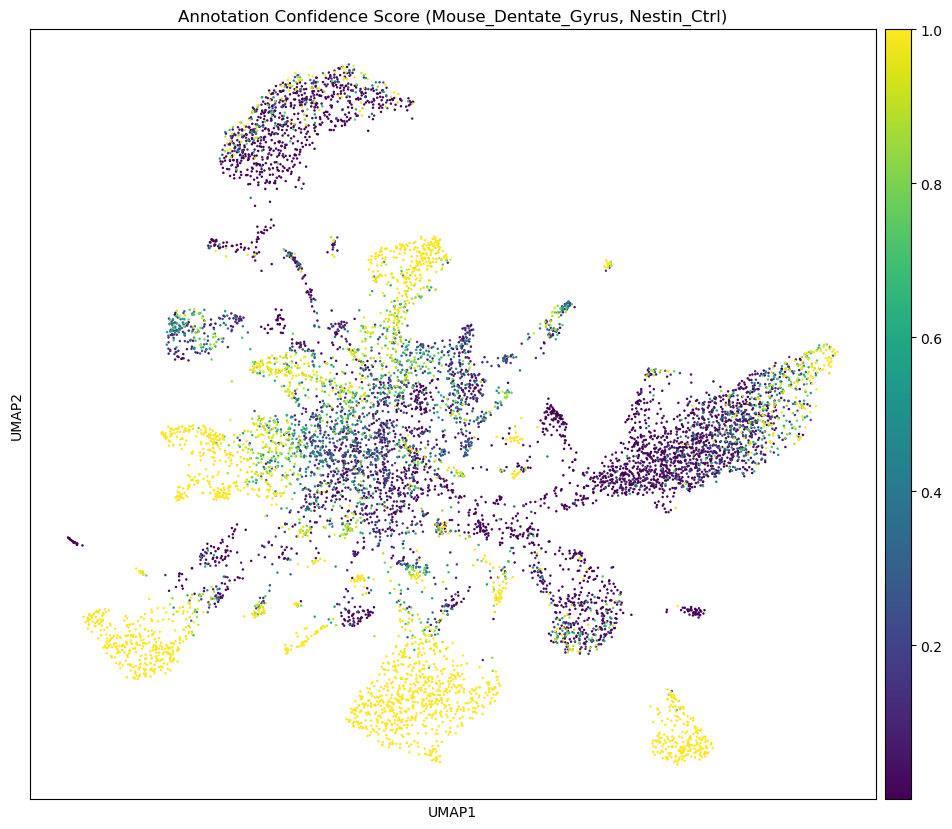 Annotation Confidence Score (Mouse_Dentate_Gyrus, Nestin_Ctrl)
1.0
0.8
0.6
0.4
0.2
UMAP2
UMAP1